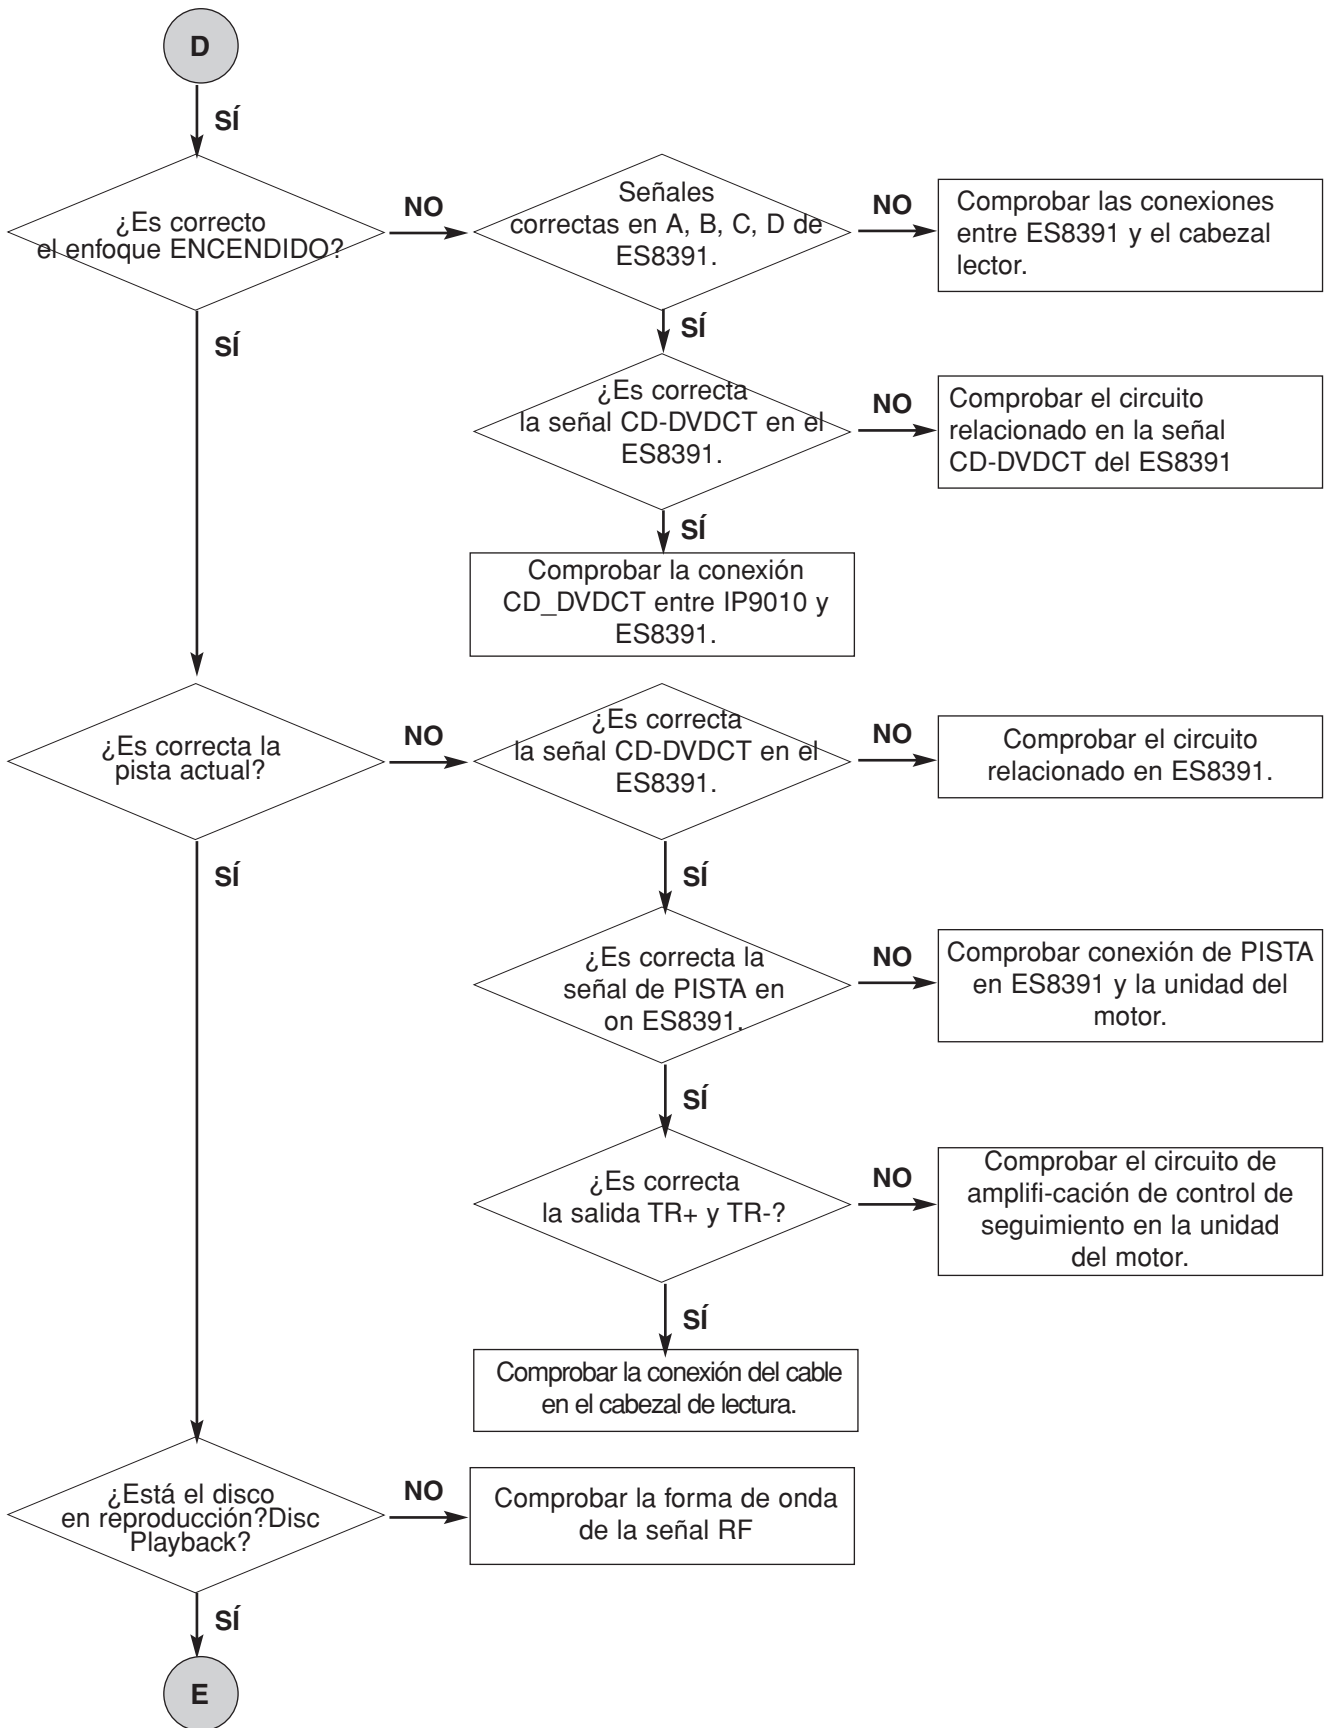 D
SÍ
¿Es correcto
el enfoque ENCENDIDO?
NO
Señales
correctas en A, B, C, D de
ES8391.
NO
Comprobar las conexiones
entre ES8391 y el cabezal
lector.
SÍ
SÍ
¿Es correcta
la señal CD-DVDCT en el
ES8391.
NO
Comprobar el circuito
relacionado en la señal
CD-DVDCT del ES8391
SÍ
Comprobar la conexión
CD_DVDCT entre IP9010 y
ES8391.
¿Es correcta la
pista actual?
NO
¿Es correcta
la señal CD-DVDCT en el
ES8391.
NO
Comprobar el circuito
relacionado en ES8391.
SÍ
SÍ
¿Es correcta la
señal de PISTA en
on ES8391.
NO
Comprobar conexión de PISTA
en ES8391 y la unidad del
motor.
SÍ
¿Es correcta
la salida TR+ y TR-?
NO
Comprobar el circuito de
amplifi-cación de control de
seguimiento en la unidad
del motor.
SÍ
Comprobar la conexión del cable
en el cabezal de lectura.
¿Está el disco
en reproducción?Disc
Playback?
NO
Comprobar la forma de onda
de la señal RF
SÍ
E